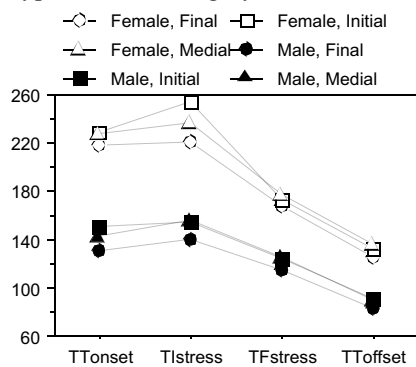 Female, Final Female, Initial
Female, Medial Male, Final
Male, Initial Male, Medial
260
220
180
140
100
60
TTonset TIstress TFstress TToffset